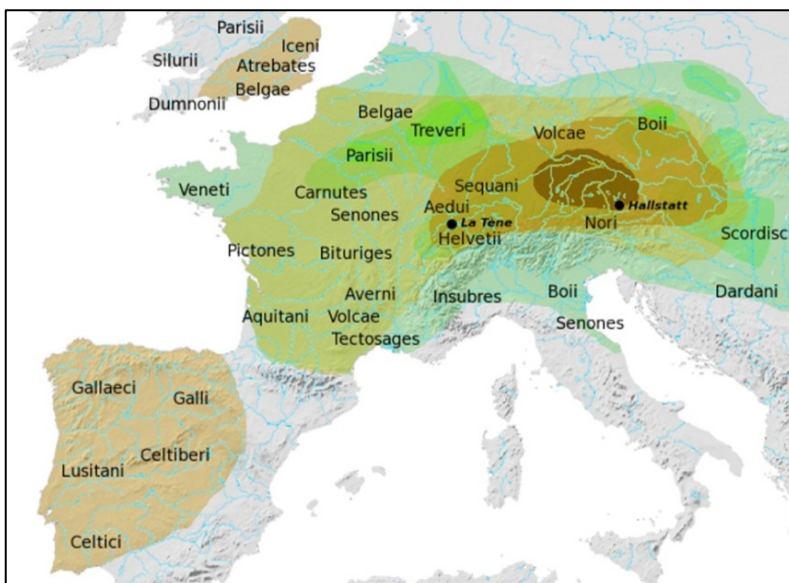 Parisii
Iceni
Silurii
Atrebates
Belgae
Dumnonii
Belgae
Treveri
Volcae
Boii
Parisii
Veneti
Carnutes
Sequani
Senones
Aedui
La Tene
Hallstatt
Helvetii
Nori
Scordisc
Pictones
Bituriges
Averni
Insubres
Boii
Dardani
Aquitani
Volcae
Tectosages
Senones
Gallaeci
Galli
Celtiberi
Lusitani
Celtici